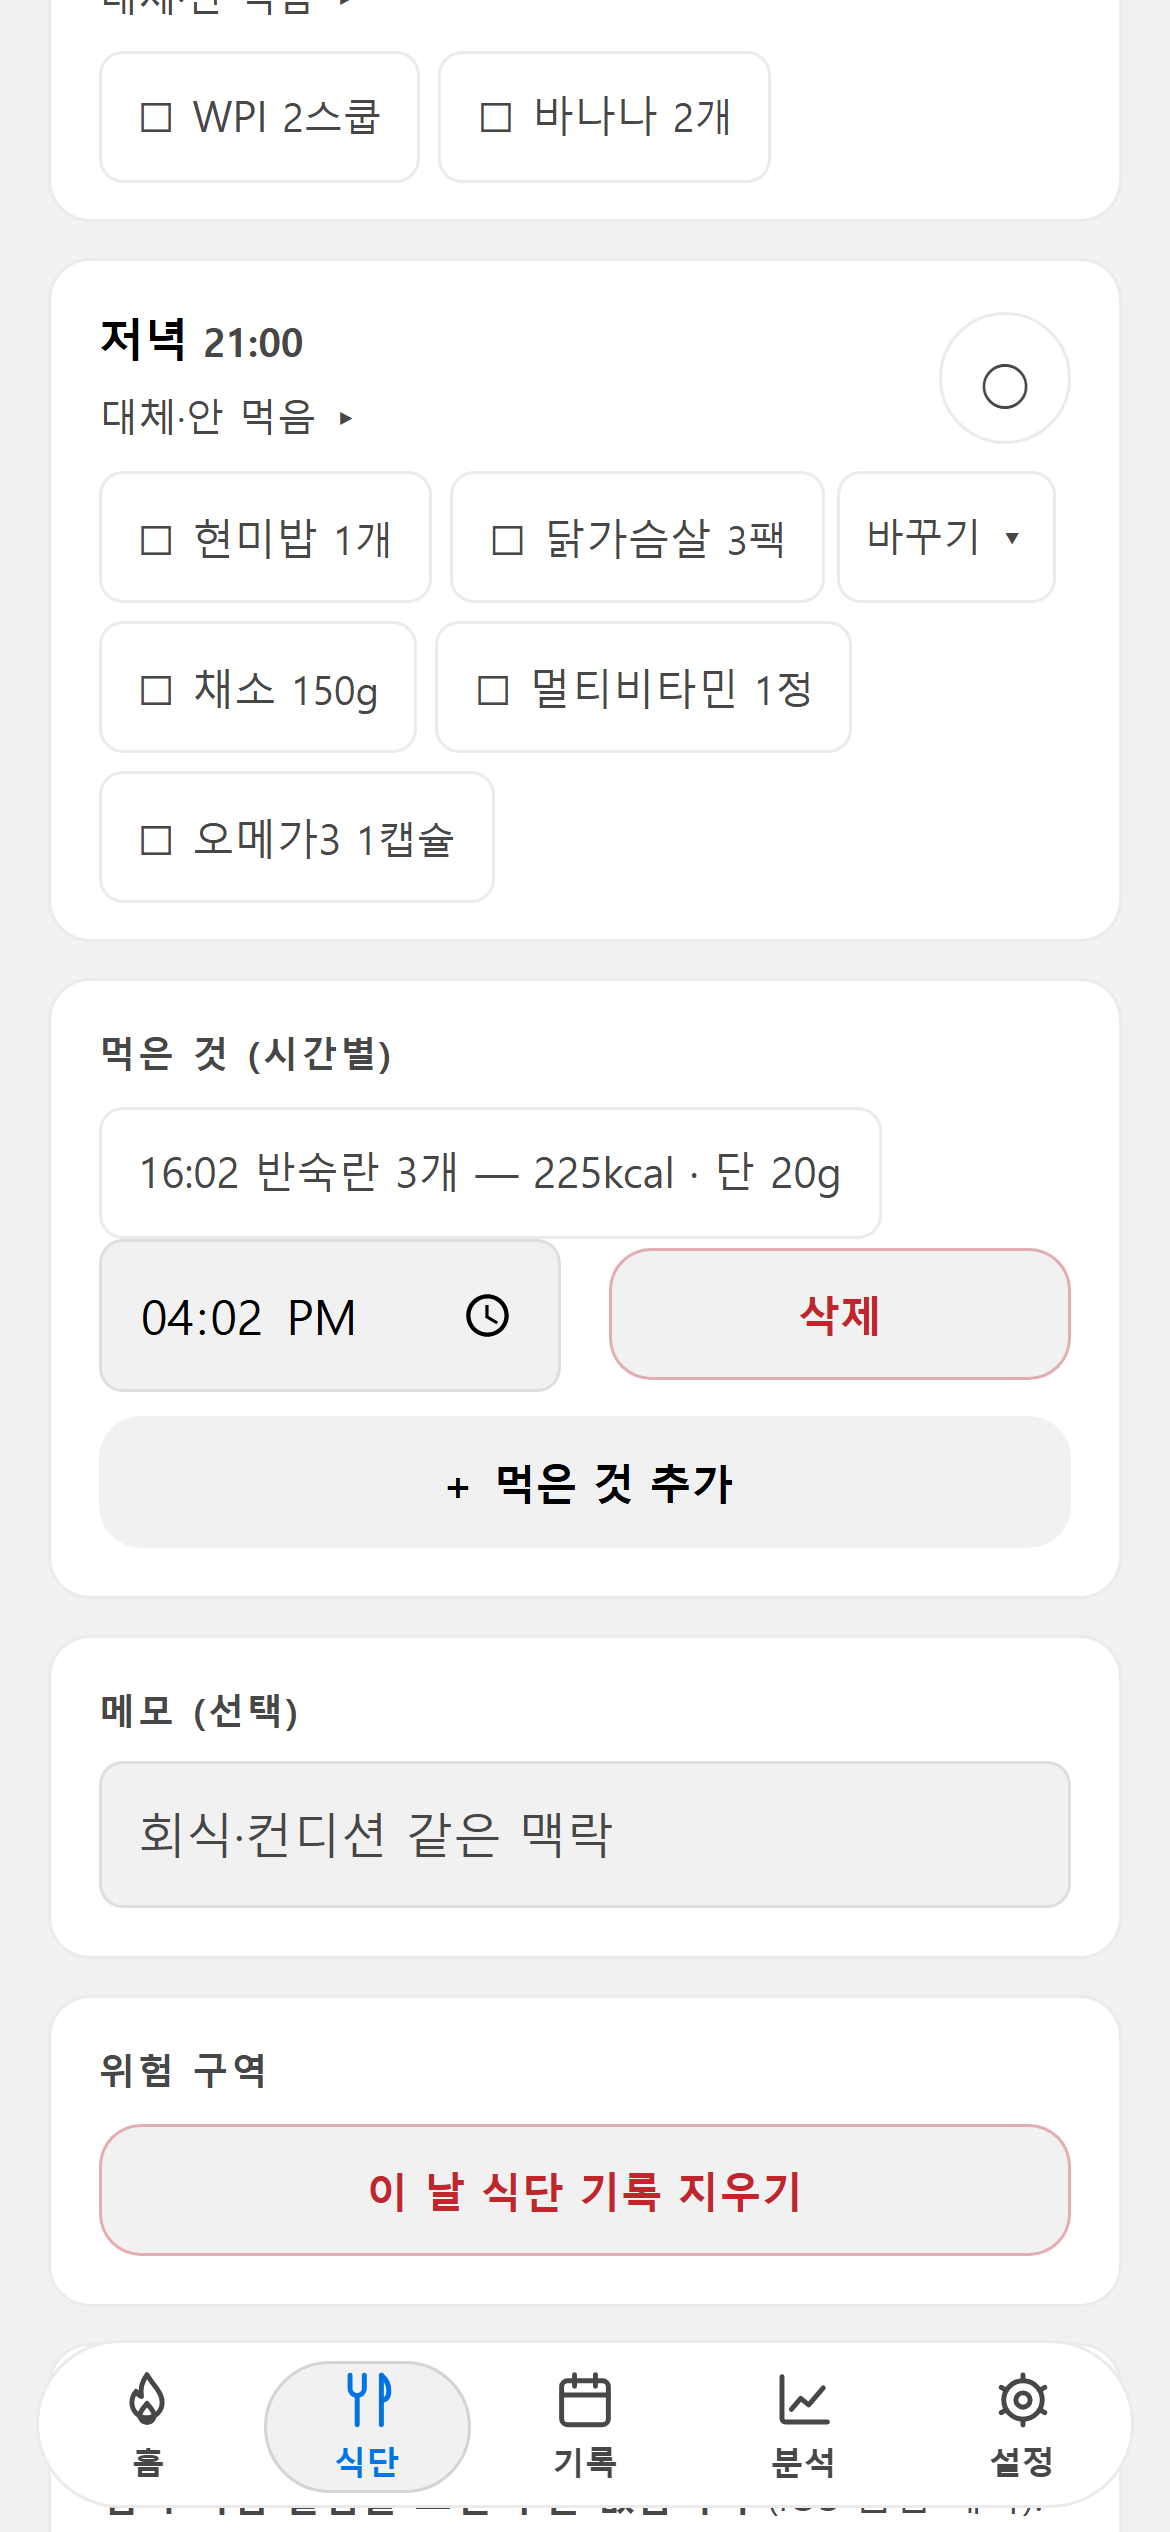 대체·안 먹음 ▸
☐ WPI 2스쿱 ☐ 바나나 2개
저녁 21:00
대체·안 먹음 ▸
☐ 현미밥 1개 ☐ 닭가슴살 3팩 바꾸기 ▾
☐ 채소 150g ☐ 멀티비타민 1정
☐ 오메가3 1캡슐
먹은 것 (시간별)
16:02 반숙란 3개 — 225kcal · 단 20g
04:02 PM 삭제
+ 먹은 것 추가
메모 (선택)
회식·컨디션 같은 맥락
위험 구역
이 날 식단 기록 지우기
홈 식단 기록 분석 설정